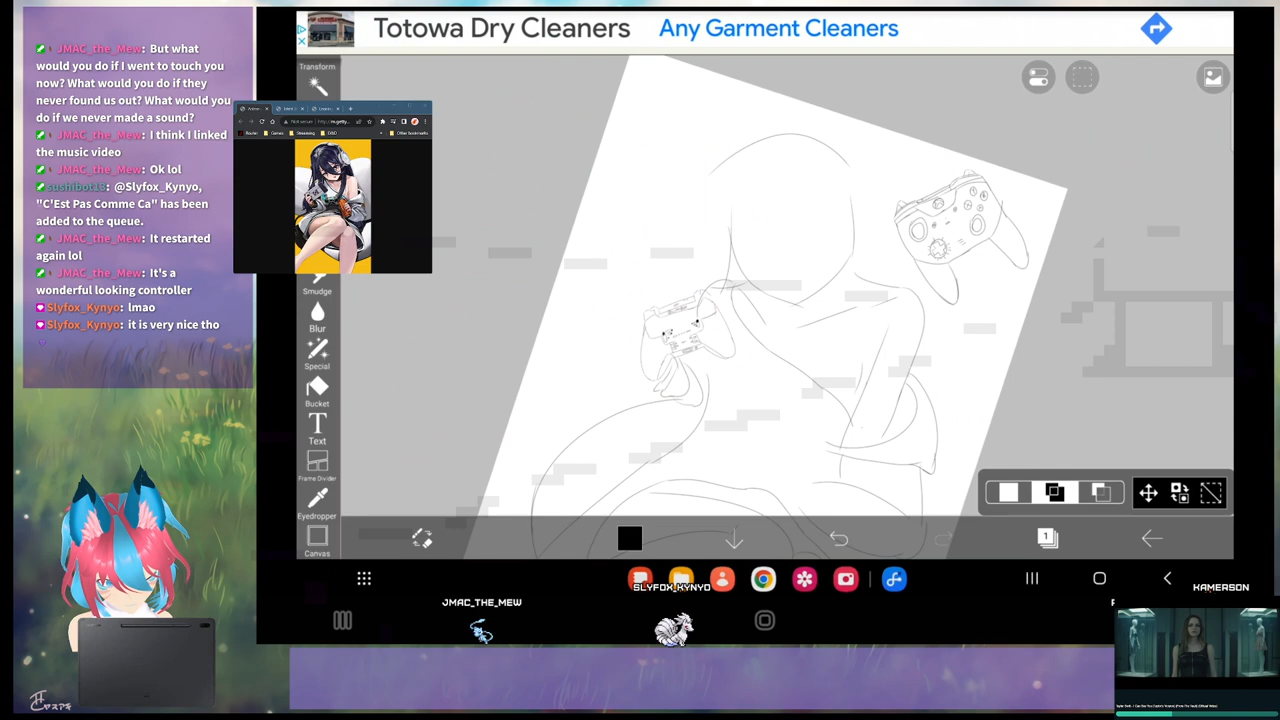 Totowa Dry Cleaners
Any Garment Cleaners
JMAC_the_Mew: But what
would you do if I went to touch you
now? What would you do if they
never found us out? What would you
do if we never made a sound?
JMAC_the_Mew: I think I linked
the music video
JMAC_the_Mew: Ok lol
sushibot13: @Slyfox_Kynyo,
"C'Est Pas Comme Ca" has been
added to the queue.
JMAC_the_Mew: It restarted
again lol
JMAC_the_Mew: It's a
wonderful looking controller
Slyfox_Kynyo: lmao
Slyfox_Kynyo: it is very nice tho
Transform
Smudge
Blur
Special
Bucket
T
Text
Frame Divider
Eyedropper
Canvas
1
SLYFOX_KYNYO
KAMERSON
JMAC_THE_MEW